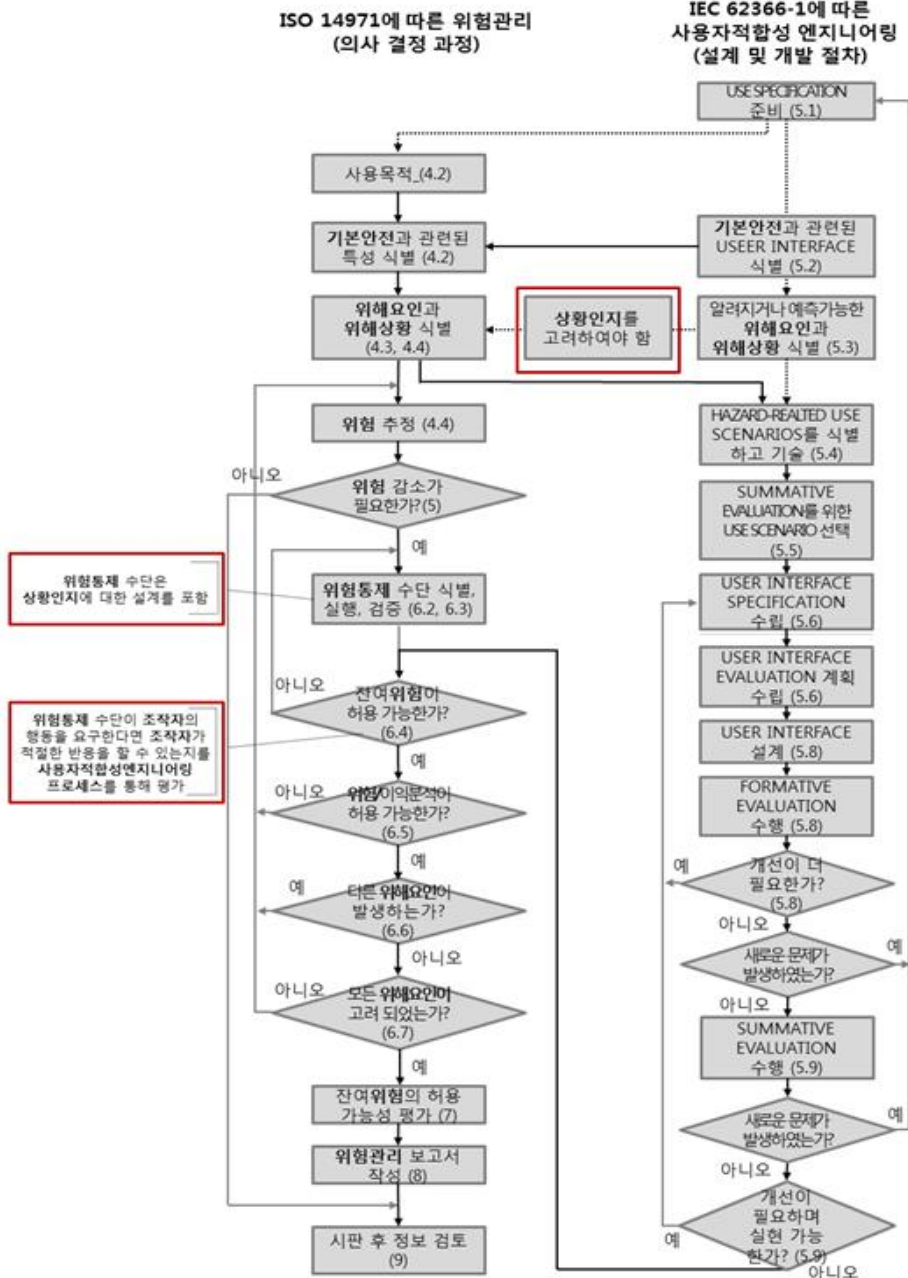 ISO 14971에 따른 위험관리
(의사 결정 과정)
IEC 62366-1에 따른
사용자적합성 엔지니어링
(설계 및 개발 절차)
USE SPECIFICATION
준비 (5.1)
사용목적_(4.2)
기본안전과 관련된
특성 식별 (4.2)
기본안전과 관련된
USEER INTERFACE
식별 (5.2)
위해요인과
위해상황 식별
(4.3, 4.4)
상황인지를
고려하여야 함
알려지거나 예측가능한
위해요인과
위해상황 식별 (5.3)
위험 추정 (4.4)
HAZARD-REALTED USE
SCENARIOS를 식별
하고 기술 (5.4)
아니오
위험 감소가
필요한가?(5)
예
SUMMATIVE
EVALUATION를 위한
USE SCENARIO 선택
(5.5)
위험통제 수단은
상황인지에 대한 설계를 포함
위험통제 수단 식별,
실행, 검증 (6.2, 6.3)
USER INTERFACE
SPECIFICATION
수립 (5.6)
USER INTERFACE
EVALUATION 계획
수립 (5.6)
아니오
잔여위험이
허용 가능한가?
(6.4)
예
위험통제 수단이 조작자의
행동을 요구한다면 조작자가
적절한 반응을 할 수 있는지를
사용자적합성엔지니어링
프로세스를 통해 평가
USER INTERFACE
설계 (5.8)
아니오
위험/이익분석이
허용 가능한가?
(6.5)
예
FORMATIVE
EVALUATION
수행 (5.8)
예
개선이 더
필요한가?
(5.8)
아니오
예
다른 위해요인이
발생하는가?
(6.6)
아니오
새로운 문제가
발생하였는가?
예
아니오
아니오
모든 위해요인이
고려 되었는가?
(6.7)
예
SUMMATIVE
EVALUATION
수행 (5.9)
잔여위험의 허용
가능성 평가 (7)
새로운 문제가
발생하였는가?
예
아니오
위험관리 보고서
작성 (8)
개선이
필요하며
실현 가능
한가? (5.9)
예
아니오
시판 후 정보 검토
(9)